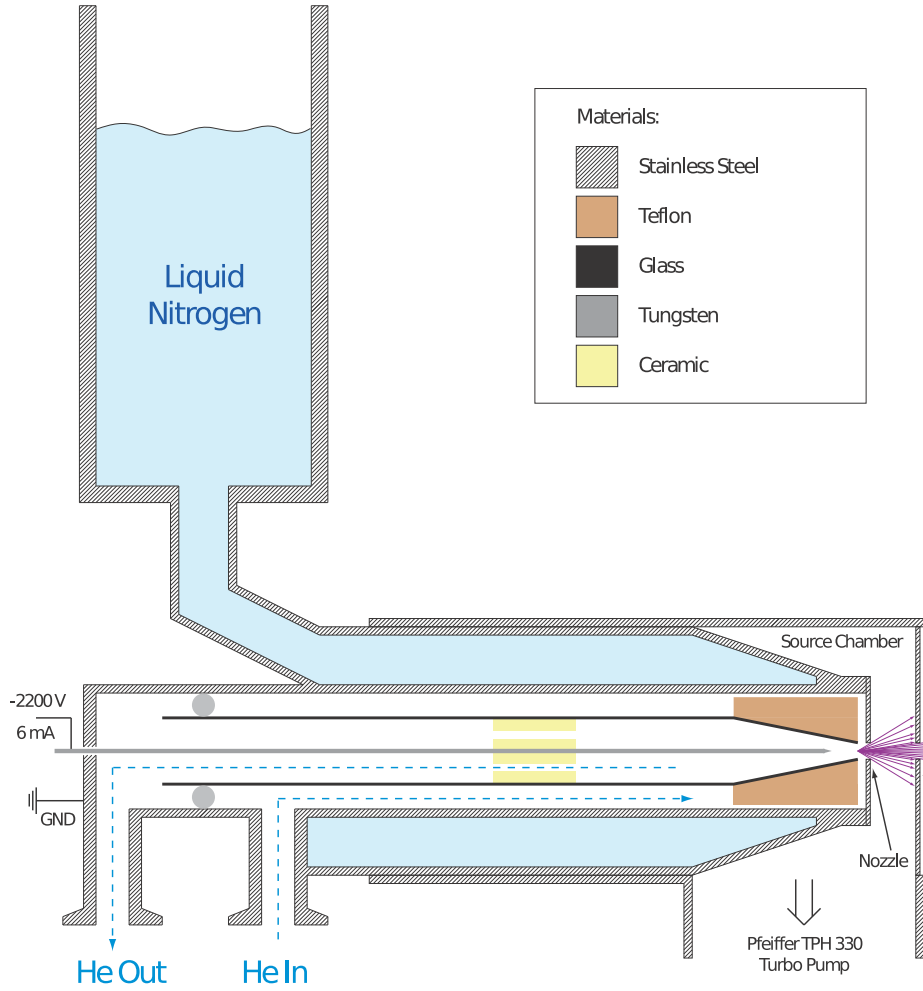 Materials:
Stainless Steel
Teflon
Glass
Tungsten
Ceramic
Liquid
Nitrogen
Source Chamber
-2200 V
6 mA
GND
Nozzle
He Out
He In
Pfeiffer TPH 330
Turbo Pump